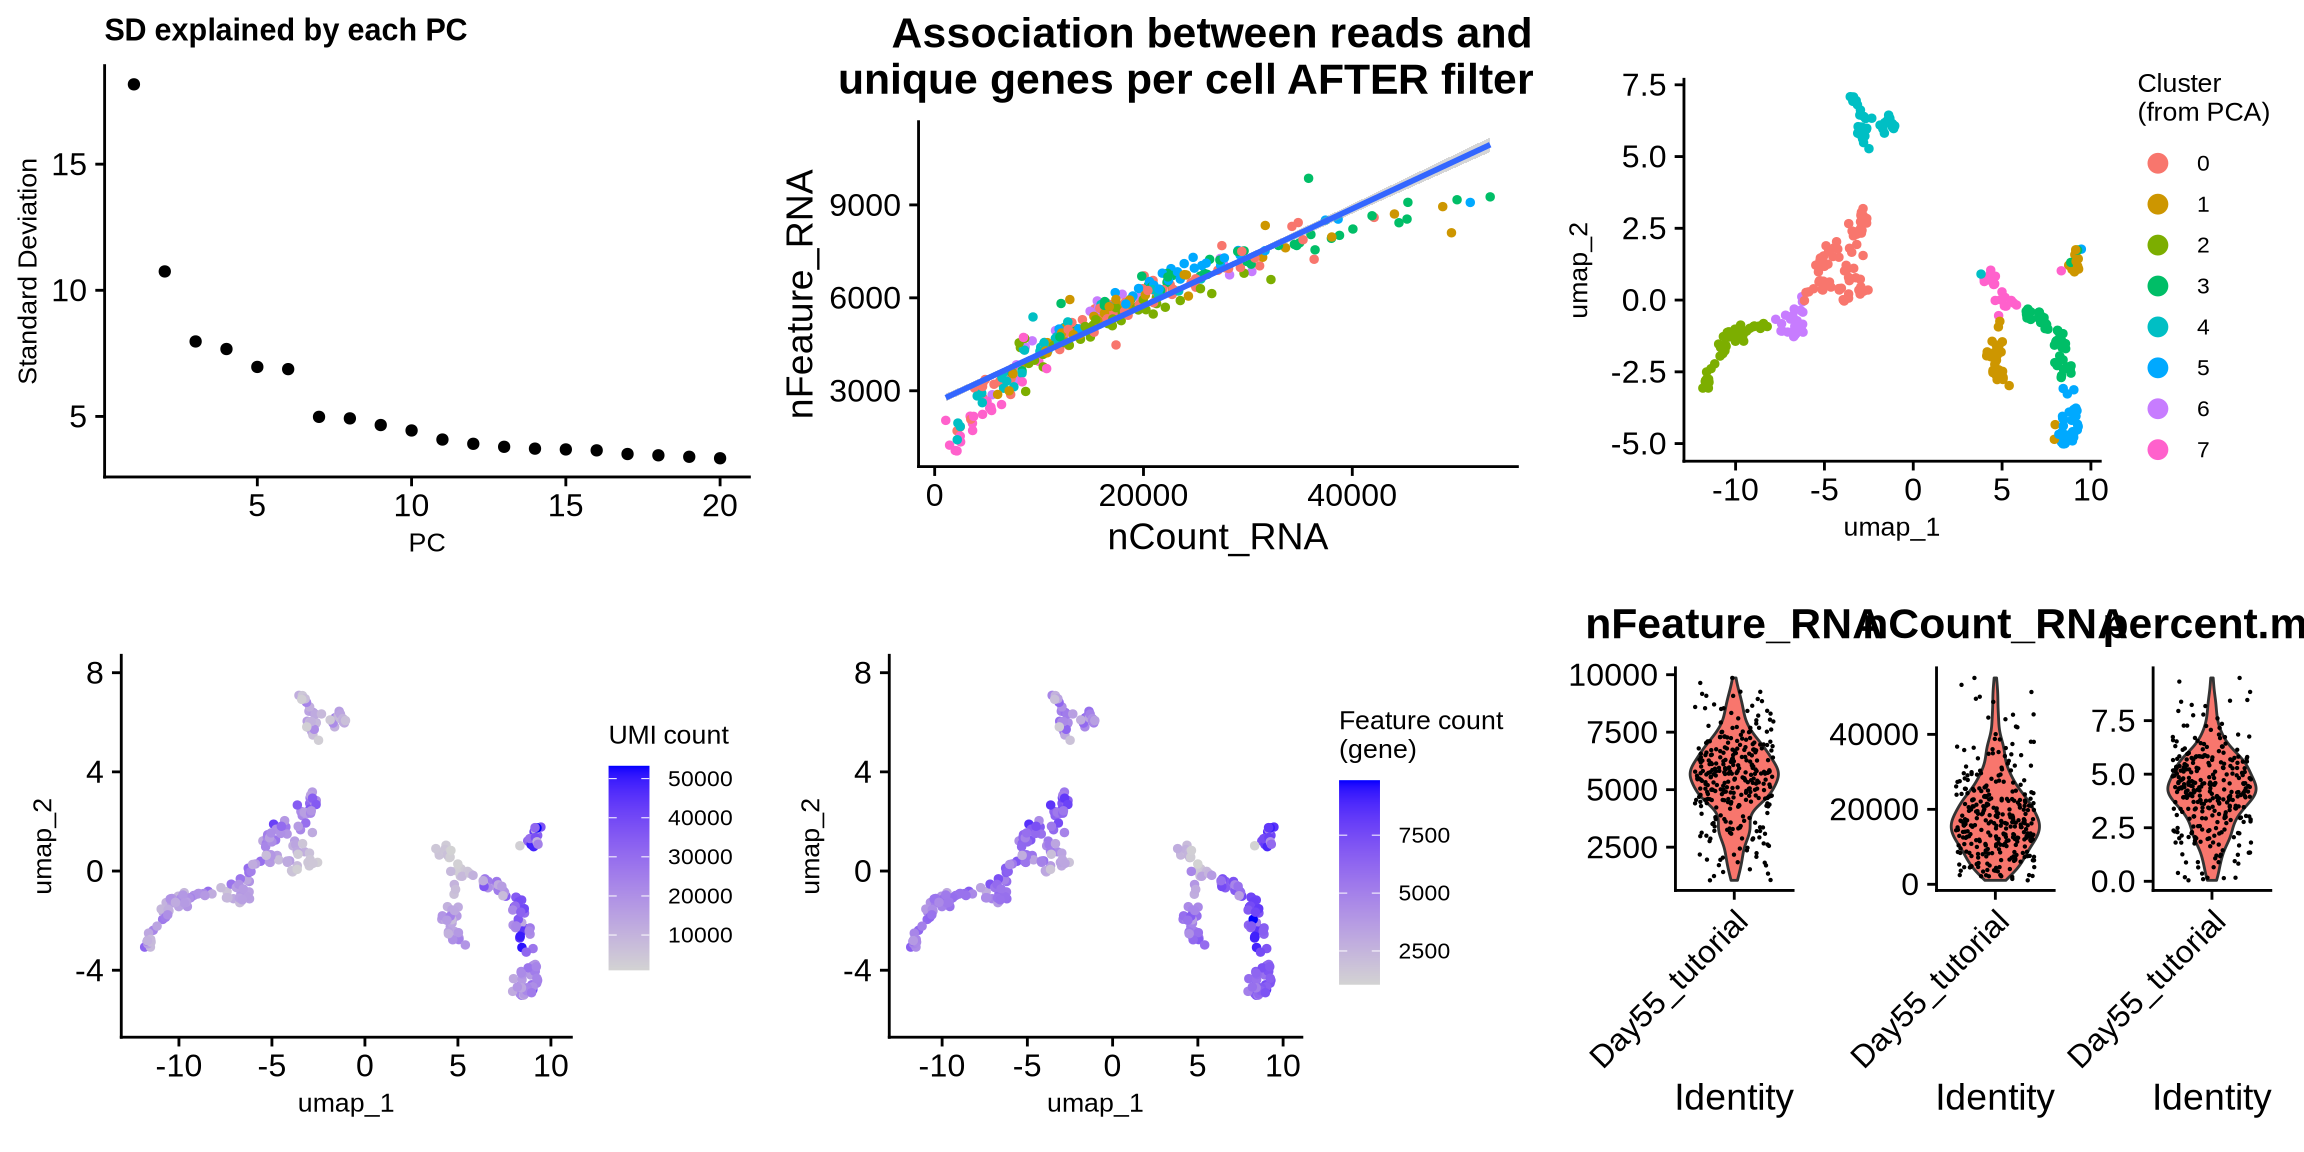 SD explained by each PC
Standard Deviation
15
10
5
5
10
15
20
PC
Association between reads and
unique genes per cell AFTER filter
nFeature_RNA
9000
6000
3000
0
20000
40000
nCount_RNA
umap_2
7.5
5.0
2.5
0.0
-2.5
-5.0
-10
-5
0
5
10
umap_1
Cluster
(from PCA)
0
1
2
3
4
5
6
7
umap_2
8
4
0
-4
-10
-5
0
5
10
umap_1
UMI count
50000
40000
30000
20000
10000
umap_2
8
4
0
-4
-10
-5
0
5
10
umap_1
Feature count
(gene)
7500
5000
2500
nFeature_RNA
10000
7500
5000
2500
Day55_tutorial
Identity
nCount_RNA
40000
20000
0
Day55_tutorial
Identity
percent.m
7.5
5.0
2.5
0.0
Day55_tutorial
Identity